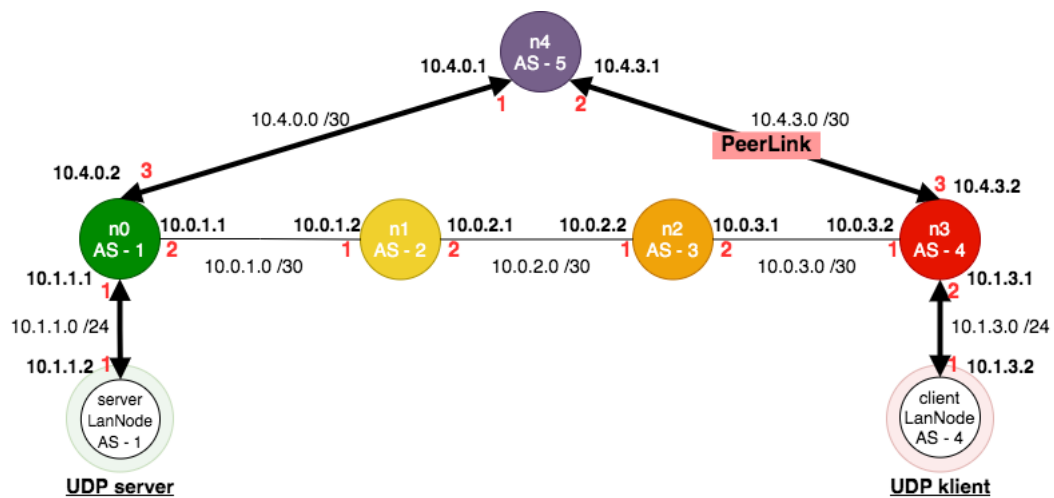 n4
AS - 5
10.4.0.1
10.4.3.1
1
2
10.4.0.0 /30
10.4.3.0 /30
PeerLink
10.4.0.2
3
3
10.4.3.2
n0
AS - 1
10.0.1.1
2
10.0.1.0 /30
10.0.1.2
1
n1
AS - 2
10.0.2.1
2
10.0.2.0 /30
10.0.2.2
1
n2
AS - 3
10.0.3.1
2
10.0.3.0 /30
10.0.3.2
1
n3
AS - 4
10.1.1.1
1
2
10.1.3.1
10.1.1.0 /24
10.1.3.0 /24
10.1.1.2
1
1
10.1.3.2
server
LanNode
AS - 1
client
LanNode
AS - 4
UDP server
UDP klient